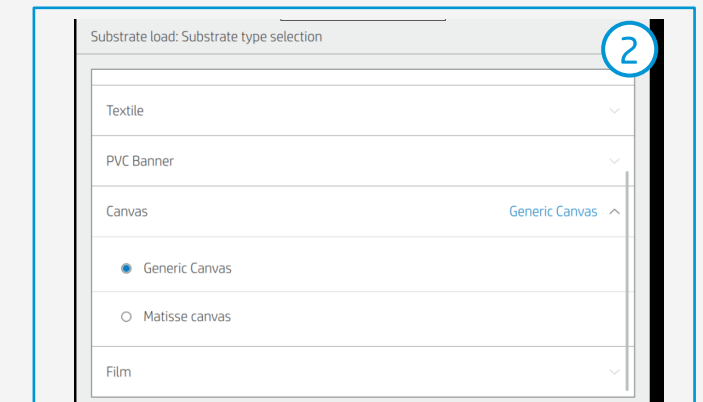 Substrate load: Substrate type selection
2
Textile
PVC Banner
Canvas Generic Canvas
Generic Canvas
Matisse canvas
Film